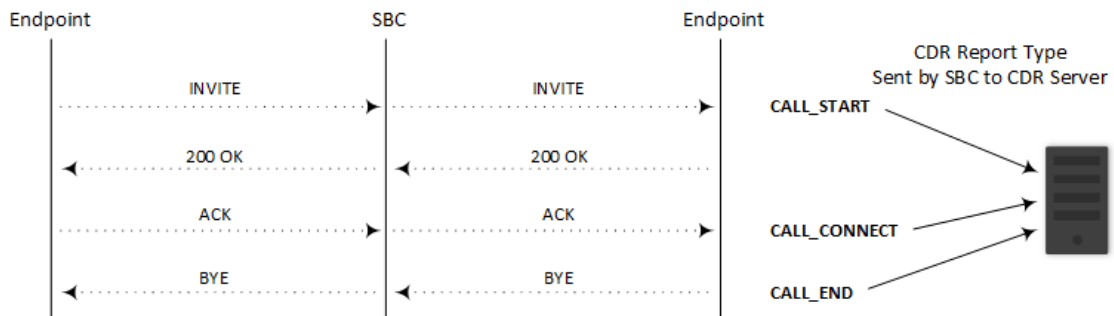 Endpoint
SBC
Endpoint
CDR Report Type
Sent by SBC to CDR Server
INVITE
INVITE
CALL_START
200 OK
200 OK
ACK
ACK
CALL_CONNECT
BYE
BYE
CALL_END